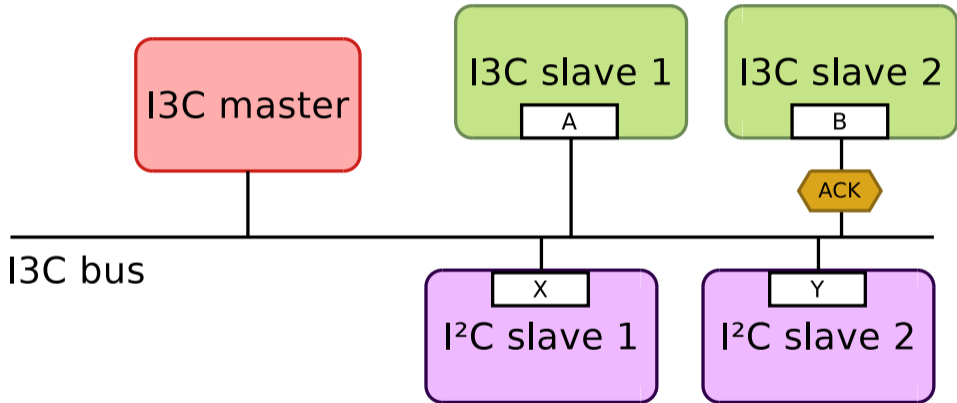 I3C master
I3C slave 1
A
I3C slave 2
B
ACK
I3C bus
X
I²C slave 1
Y
I²C slave 2